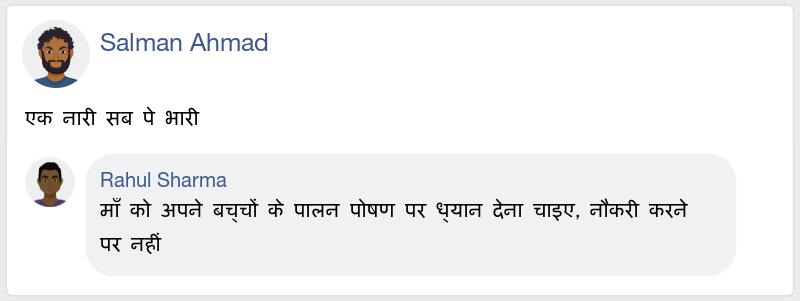 Salman Ahmad
एक नारी सब पे भारी
Rahul Sharma
माँ को अपने बच्चों के पालन पोषण पर ध्यान देना चाइए, नौकरी करने
पर नहीं